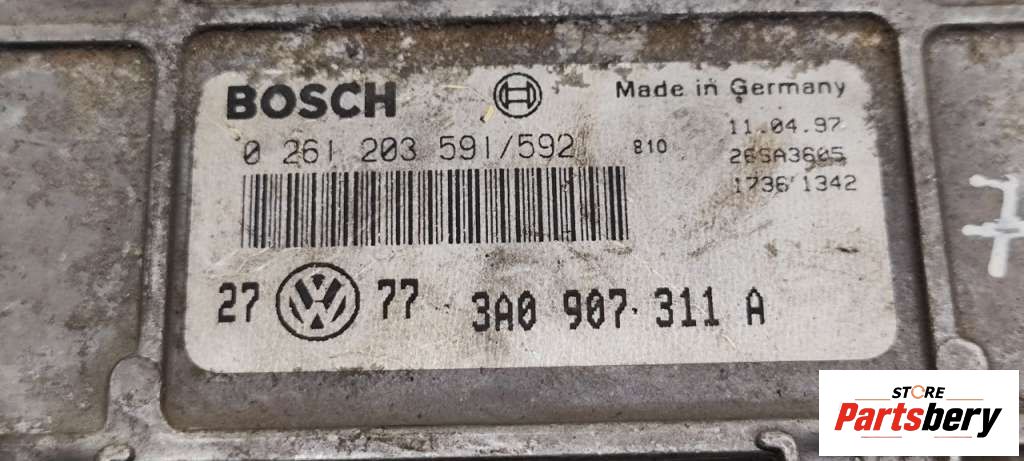 BOSCH
Made in Germany
0 261 203 591/592
810
11.04.97
26SA3605
1736 1342
27 77 3A0 907 311 A
STORE
Partsbery